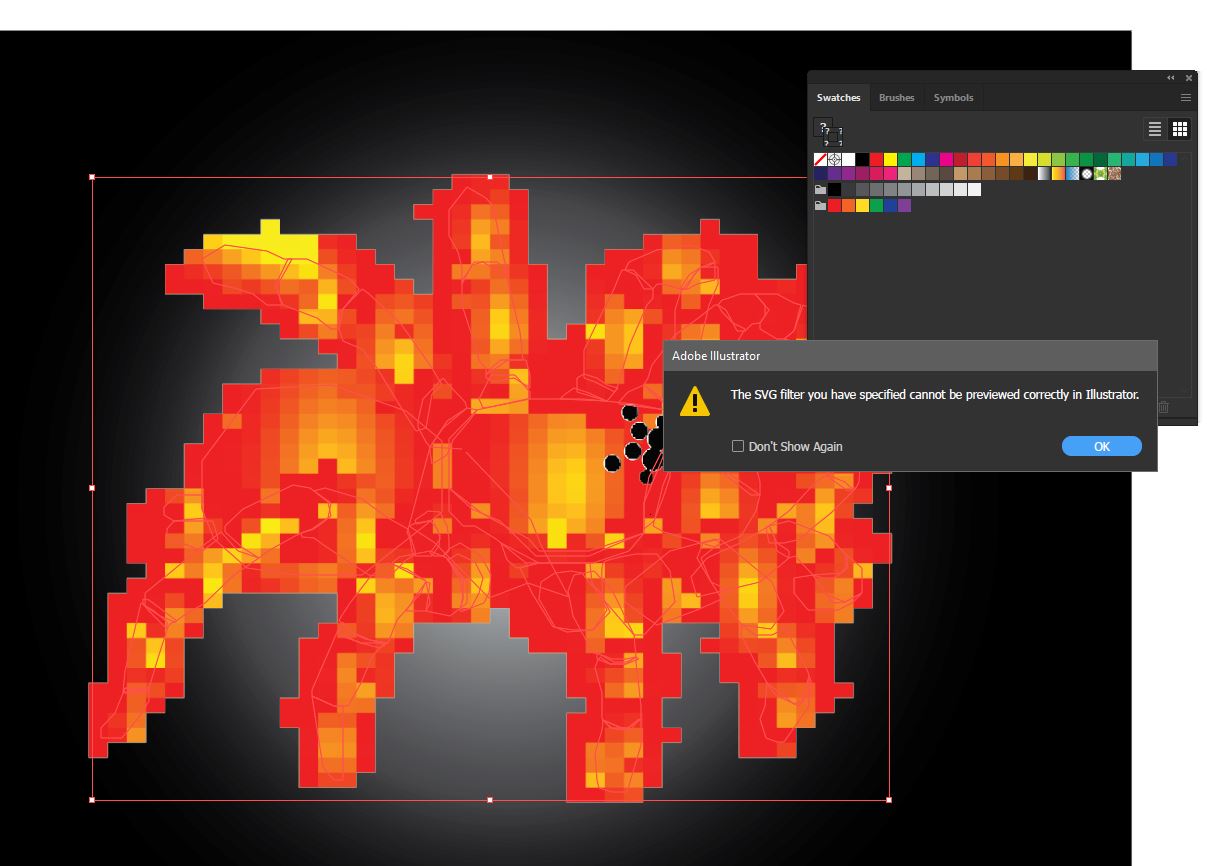 Swatches Brushes Symbols
? ?
?
Adobe Illustrator
The SVG filter you have specified cannot be previewed correctly in Illustrator.
Don't Show Again
OK